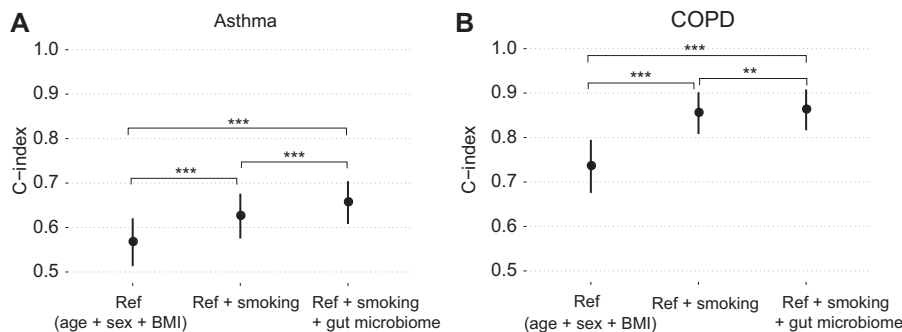 A
Asthma
1.0
0.9
0.8
0.7
0.6
0.5
C−index
***
***
***
Ref
(age + sex + BMI)
Ref + smoking
Ref + smoking
+ gut microbiome
B
COPD
1.0
0.9
0.8
0.7
0.6
0.5
C−index
***
***
**
Ref
(age + sex + BMI)
Ref + smoking
Ref + smoking
+ gut microbiome